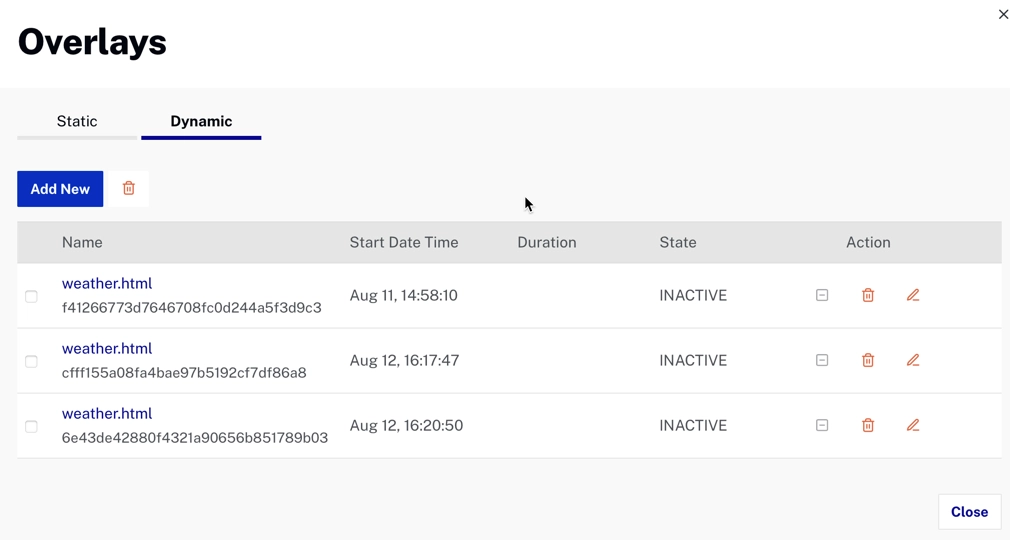 Overlays
Static
Dynamic
Add New
Name
Start Date Time
Duration
State
Action
weather.html
f41266773d7646708fc0d244a5f3d9c3
Aug 11, 14:58:10
INACTIVE
weather.html
cfff155a08fa4bae97b5192cf7df86a8
Aug 12, 16:17:47
INACTIVE
weather.html
6e43de42880f4321a90656b851789b03
Aug 12, 16:20:50
INACTIVE
Close